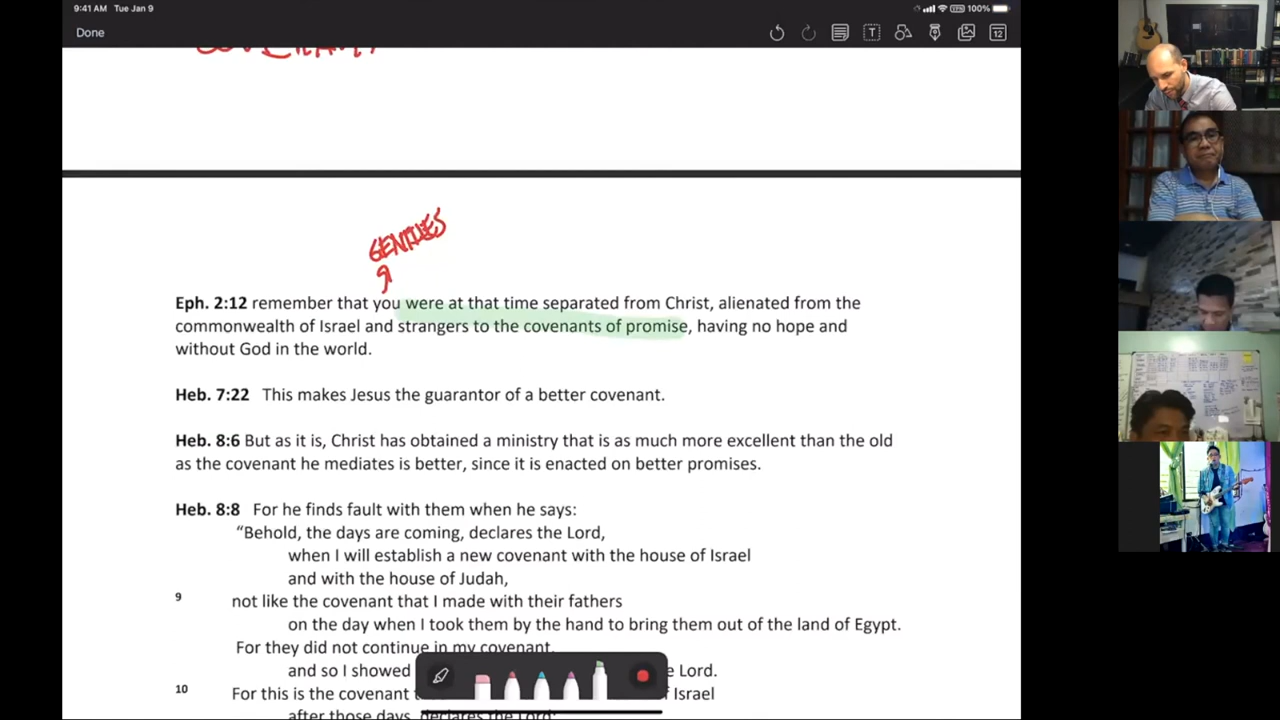 9:41 AM Tue Jan 9
VPN 100%
Done
12
GENTILES
Eph. 2:12 remember that you were at that time separated from Christ, alienated from the
commonwealth of Israel and strangers to the covenants of promise, having no hope and
without God in the world.
Heb. 7:22 This makes Jesus the guarantor of a better covenant.
Heb. 8:6 But as it is, Christ has obtained a ministry that is as much more excellent than the old
as the covenant he mediates is better, since it is enacted on better promises.
Heb. 8:8 For he finds fault with them when he says:
“Behold, the days are coming, declares the Lord,
when I will establish a new covenant with the house of Israel
and with the house of Judah,
9 not like the covenant that I made with their fathers
on the day when I took them by the hand to bring them out of the land of Egypt.
For they did not continue in my covenant,
and so I showed e Lord.
10 For this is the covenant f Israel
after those days, declares the Lord: